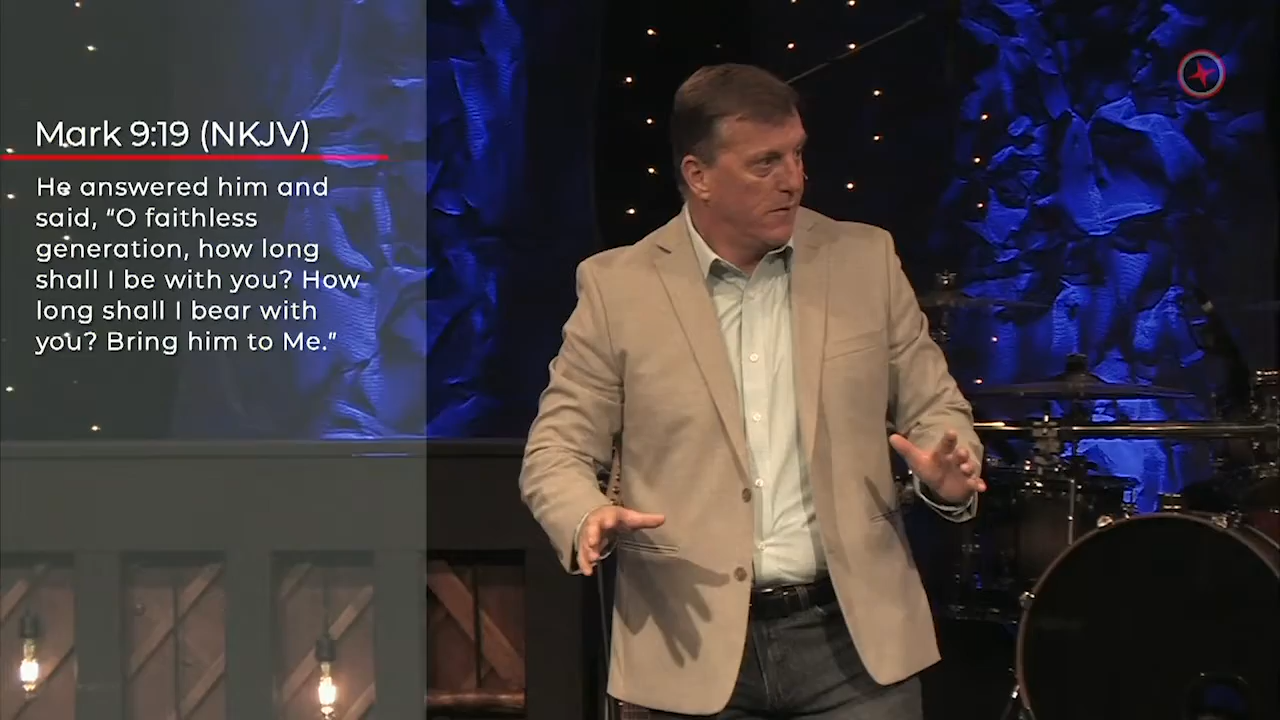 Mark 9:19 (NKJV)
He answered him and
said, "O faithless
generation, how long
shall I be with you? How
long shall I bear with
you? Bring him to Me."